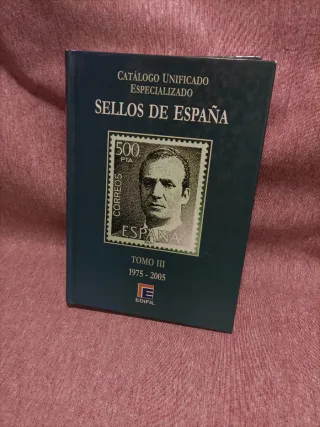 CATÁLOGO UNIFICADO
ESPECIALIZADO
SELLOS DE ESPAÑA
500
PTA
CORREOS
ESPAÑA
TOMO III
1975 - 2005
EDIFIL